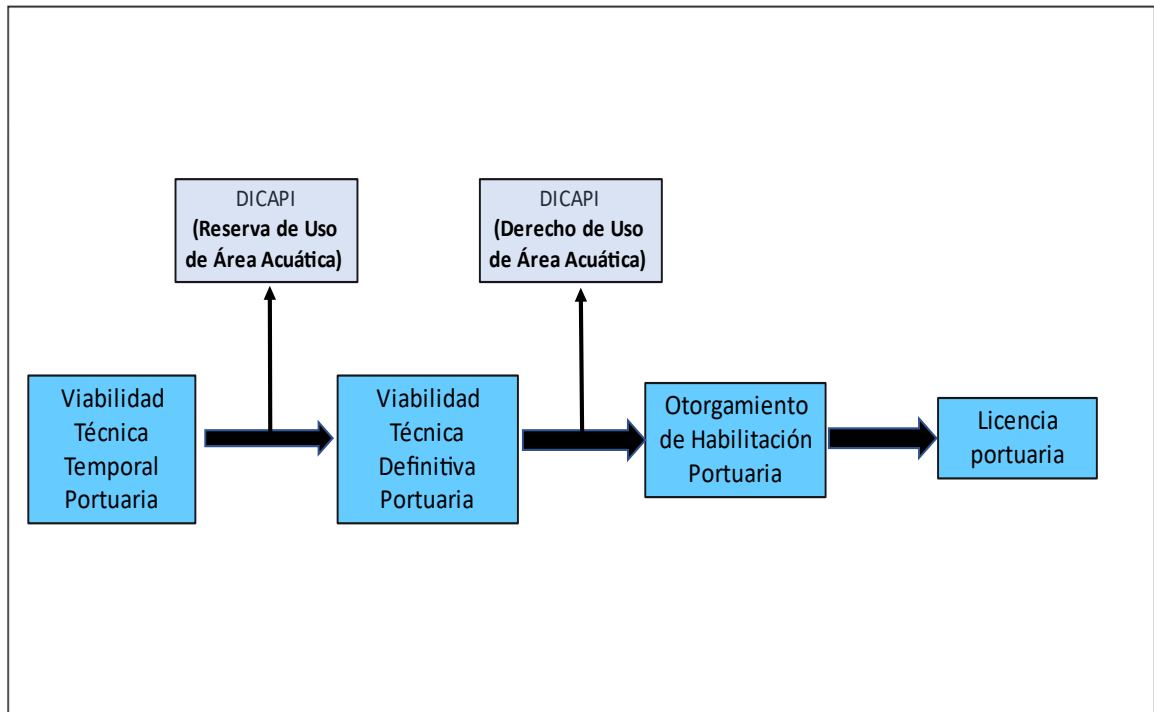 DICAPI
(Reserva de Uso
de Área Acuática)
DICAPI
(Derecho de Uso
de Área Acuática)
Viabilidad
Técnica
Temporal
Portuaria
Viabilidad
Técnica
Definitiva
Portuaria
Otorgamiento
de Habilitación
Portuaria
Licencia
portuaria